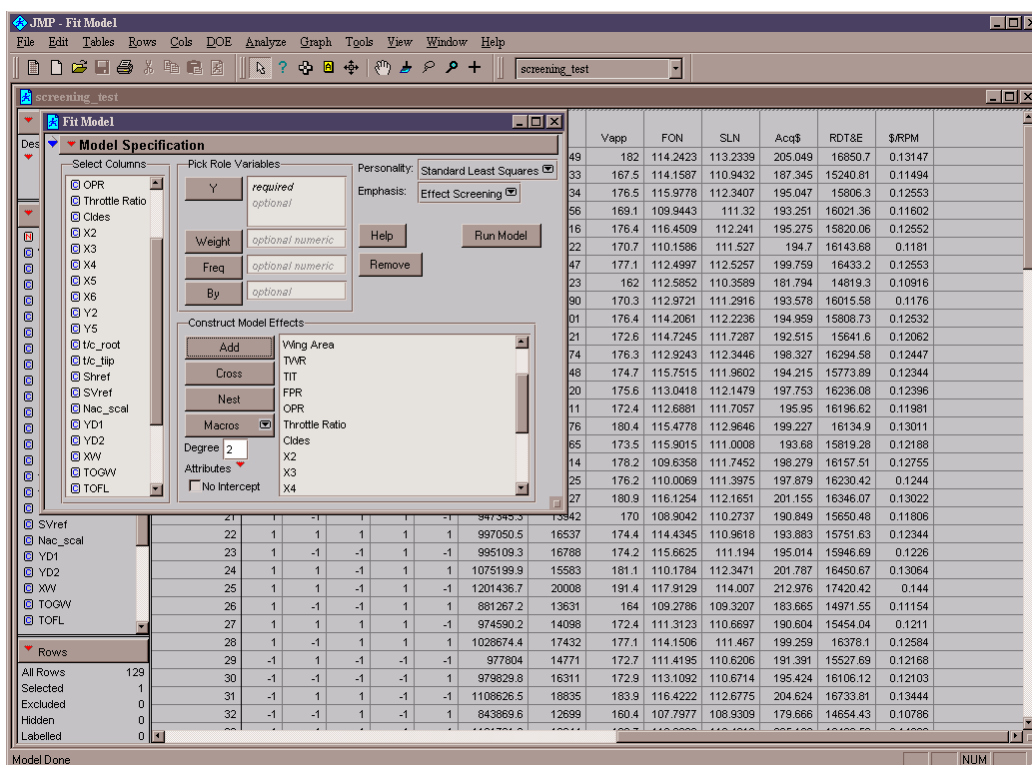 JMP - Fit Model
File Edit Tables Rows Cols DOE Analyze Graph Tools View Window Help
screening_test
screening_test
Fit Model
Des
Model Specification
Select Columns
OPR
Throttle Ratio
Cldes
X2
X3
X4
X5
X6
Y2
Y5
t/c_root
t/c_tiip
Shref
SVref
Nac_scal
YD1
YD2
XW
TOGW
TOFL
Pick Role Variables
Y
required
optional
Weight optional numeric
Freq optional numeric
By optional
Personality: Standard Least Squares
Emphasis: Effect Screening
Help
Run Model
Remove
Construct Model Effects
Add
Cross
Nest
Macros
Degree 2
Attributes
No Intercept
Wing Area
TWR
TIT
FPR
OPR
Throttle Ratio
Cldes
X2
X3
X4
Vapp FON SLN Acq$ RDT&E $/RPM
49 182 114.2423 113.2339 205.049 16850.7 0.13147
33 167.5 114.1587 110.9432 187.345 15240.81 0.11494
34 176.5 115.9778 112.3407 195.047 15806.3 0.12553
56 169.1 109.9443 111.32 193.251 16021.36 0.11602
16 176.4 116.4509 112.241 195.275 15820.06 0.12552
22 170.7 110.1586 111.527 194.7 16143.68 0.1181
47 177.1 112.4997 112.5257 199.759 16433.2 0.12553
23 162 112.5852 110.3589 181.794 14819.3 0.10916
90 170.3 112.9721 111.2916 193.578 16015.58 0.1176
01 176.4 114.2061 112.2236 194.959 15808.73 0.12532
21 172.6 114.7245 111.7287 192.515 15641.6 0.12062
74 176.3 112.9243 112.3446 198.327 16294.58 0.12447
48 174.7 115.7515 111.9602 194.215 15773.89 0.12344
20 175.6 113.0418 112.1479 197.753 16236.08 0.12396
11 172.4 112.6881 111.7057 195.95 16196.62 0.11981
76 180.4 115.4778 112.9646 199.227 16134.9 0.13011
65 173.5 115.9015 111.0008 193.68 15819.28 0.12188
14 178.2 109.6358 111.7452 198.279 16157.51 0.12755
25 176.2 110.0069 111.3975 197.879 16230.42 0.1244
27 180.9 116.1254 112.1651 201.155 16346.07 0.13022
21 1 -1 1 1 -1 947345.3 13942 170 108.9042 110.2737 190.849 15650.48 0.11806
22 1 1 1 1 1 997050.5 16537 174.4 114.4345 110.9618 193.883 15751.63 0.12344
23 1 -1 -1 1 1 995109.3 16788 174.2 115.6625 111.194 195.014 15946.69 0.1226
24 1 1 -1 1 1 1075199.9 15583 181.1 110.1784 112.3471 201.787 16450.67 0.13064
25 1 1 -1 1 -1 1201436.7 20008 191.4 117.9129 114.007 212.976 17420.42 0.144
26 1 -1 -1 1 1 881267.2 13631 164 109.2786 109.3207 183.665 14971.55 0.11154
27 1 1 -1 1 -1 974590.2 14098 172.4 111.3123 110.6697 190.604 15454.04 0.1211
28 1 -1 1 1 -1 1028674.4 17432 177.1 114.1506 111.467 199.259 16378.1 0.12584
29 -1 1 -1 -1 -1 977804 14771 172.7 111.4195 110.6206 191.391 15527.69 0.12168
30 -1 -1 -1 -1 1 979829.8 16311 172.9 113.1092 110.6714 195.424 16106.12 0.12103
31 -1 1 1 -1 -1 1108626.5 18835 183.9 116.4222 112.6775 204.624 16733.81 0.13444
32 -1 -1 1 -1 1 843869.6 12699 160.4 107.7977 108.9309 179.666 14654.43 0.10786
SVref
Nac_scal
YD1
YD2
XW
TOGW
TOFL
Rows
All Rows 129
Selected 1
Excluded 0
Hidden 0
Labelled 0
Model Done
NUM